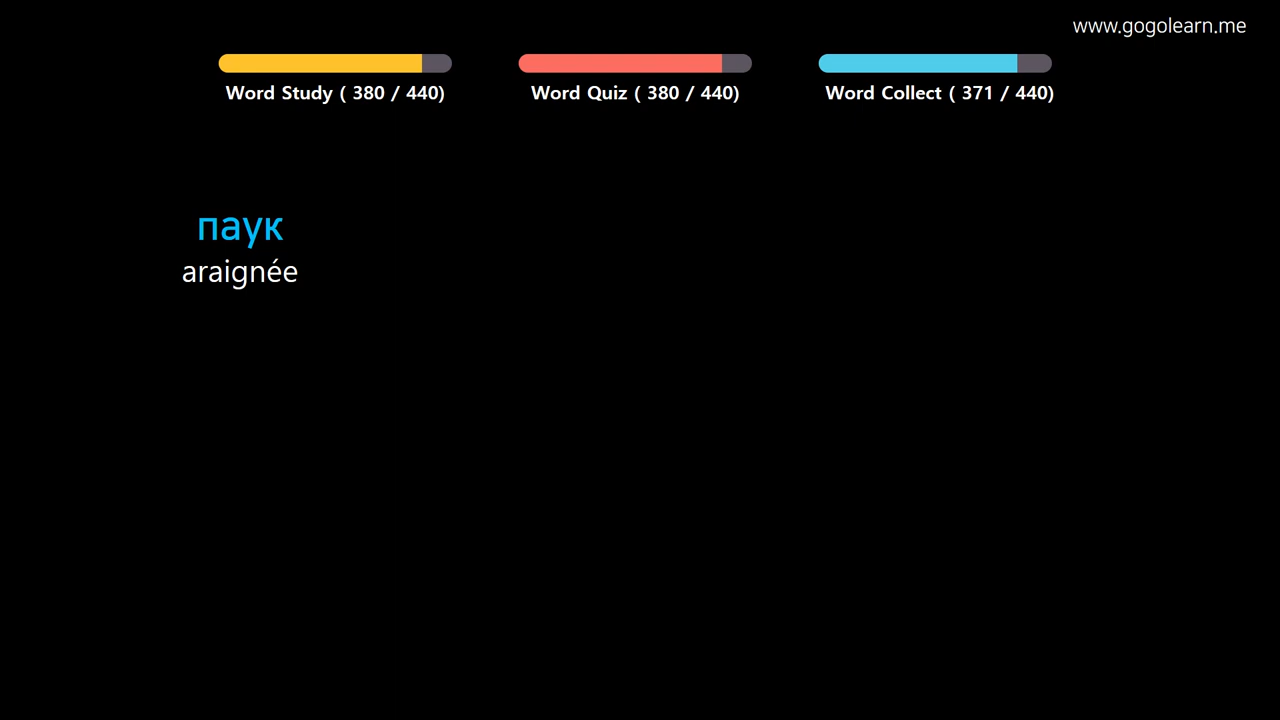 www.gogolearn.me
Word Study ( 380 / 440)
Word Quiz ( 380 / 440)
Word Collect ( 371 / 440)
паук
araignée